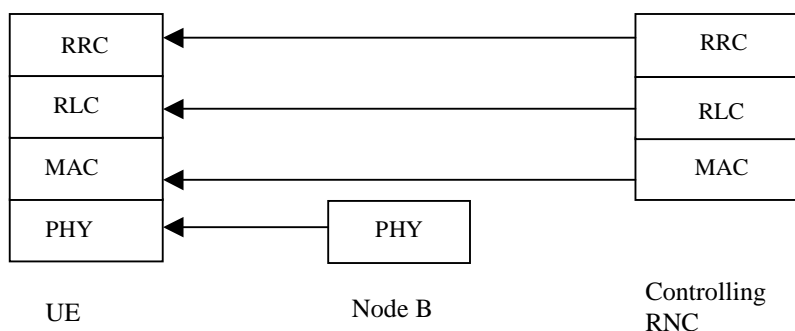 RRC
RRC
RLC
RLC
MAC
MAC
PHY
PHY
UE
Node B
Controlling
RNC